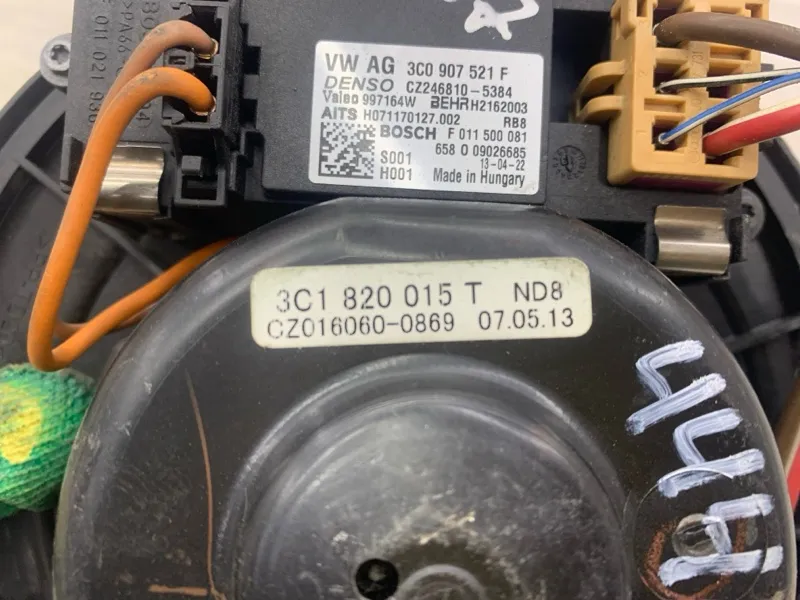 VW AG 3C0 907 521 F
DENSO CZ246810-5384
Valeo 997164W BEHR H2162003
AITS H071170127.002 RB8
BOSCH F 011 500 081
658 0 09026685
S001 13-04-22
H001 Made in Hungary
3C1 820 015 T ND8
CZ016060-0869 07.05.13
444